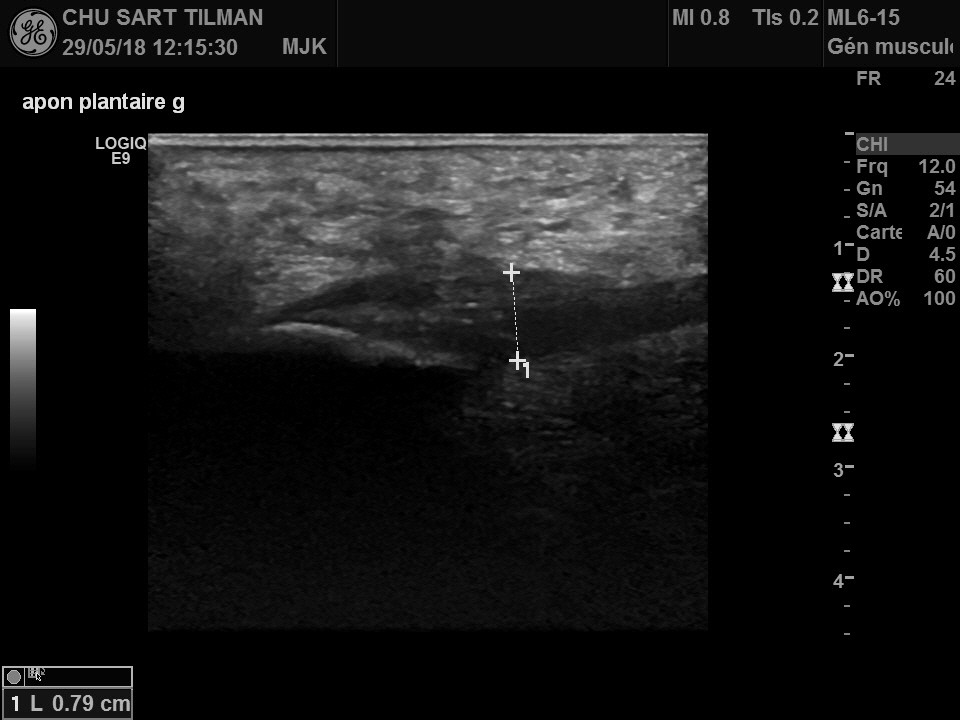 GE
CHU SART TILMAN
29/05/18 12:15:30 MJK
MI 0.8 TIs 0.2
ML6-15
Gén muscul
FR 24
apon plantaire g
LOGIQ
E9
CHI
Frq 12.0
Gn 54
S/A 2/1
Carte A/0
D 4.5
DR 60
AO% 100
1
2
3
4
1
1 L 0.79 cm